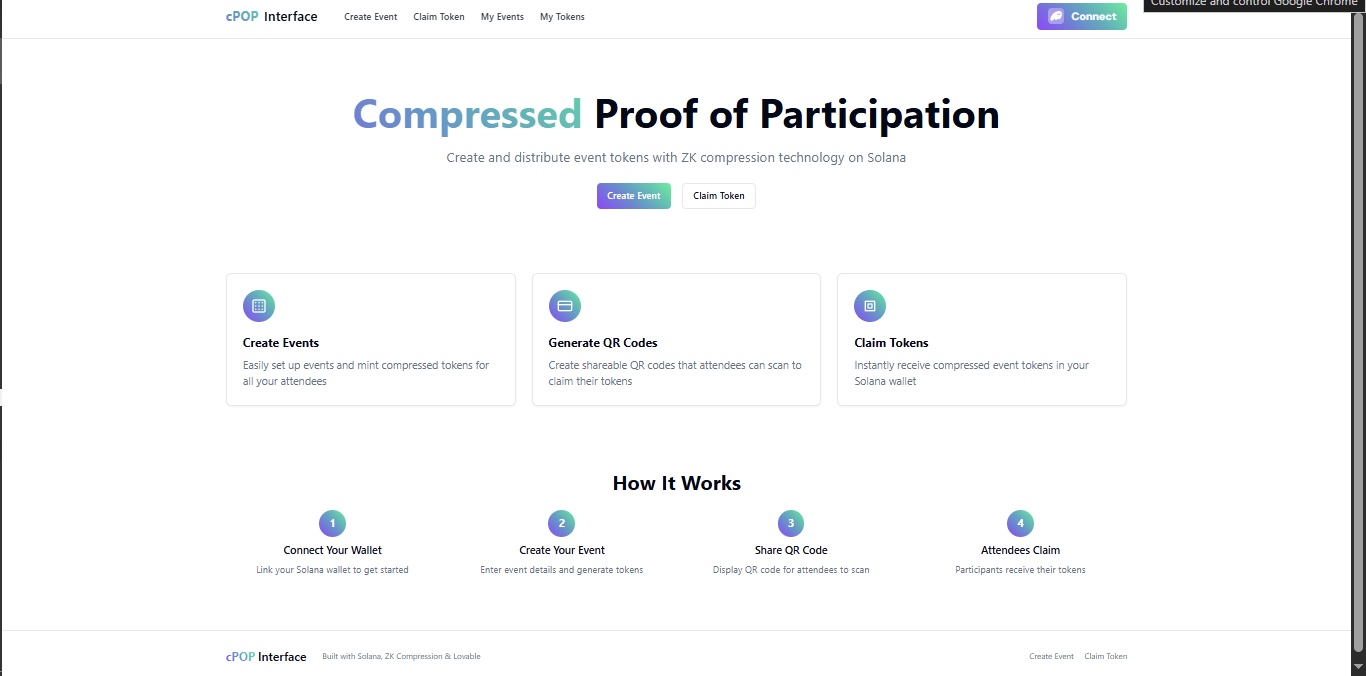 cPOP Interface
Create Event
Claim Token
My Events
My Tokens
Connect
Customize and control Google Chrome
Compressed Proof of Participation
Create and distribute event tokens with ZK compression technology on Solana
Create Event
Claim Token
Create Events
Easily set up events and mint compressed tokens for
all your attendees
Generate QR Codes
Create shareable QR codes that attendees can scan to
claim their tokens
Claim Tokens
Instantly receive compressed event tokens in your
Solana wallet
How It Works
1
Connect Your Wallet
Link your Solana wallet to get started
2
Create Your Event
Enter event details and generate tokens
3
Share QR Code
Display QR code for attendees to scan
4
Attendees Claim
Participants receive their tokens
cPOP Interface
Built with Solana, ZK Compression & Lovable
Create Event
Claim Token